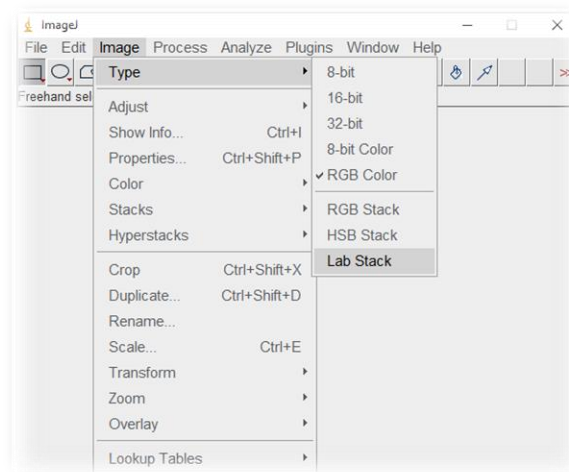 ImageJ
File Edit Image Process Analyze Plugins Window Help
Freehand sel
Type
Adjust
Show Info... Ctrl+I
Properties... Ctrl+Shift+P
Color
Stacks
Hyperstacks
Crop Ctrl+Shift+X
Duplicate... Ctrl+Shift+D
Rename...
Scale... Ctrl+E
Transform
Zoom
Overlay
Lookup Tables
8-bit
16-bit
32-bit
8-bit Color
RGB Color
RGB Stack
HSB Stack
Lab Stack